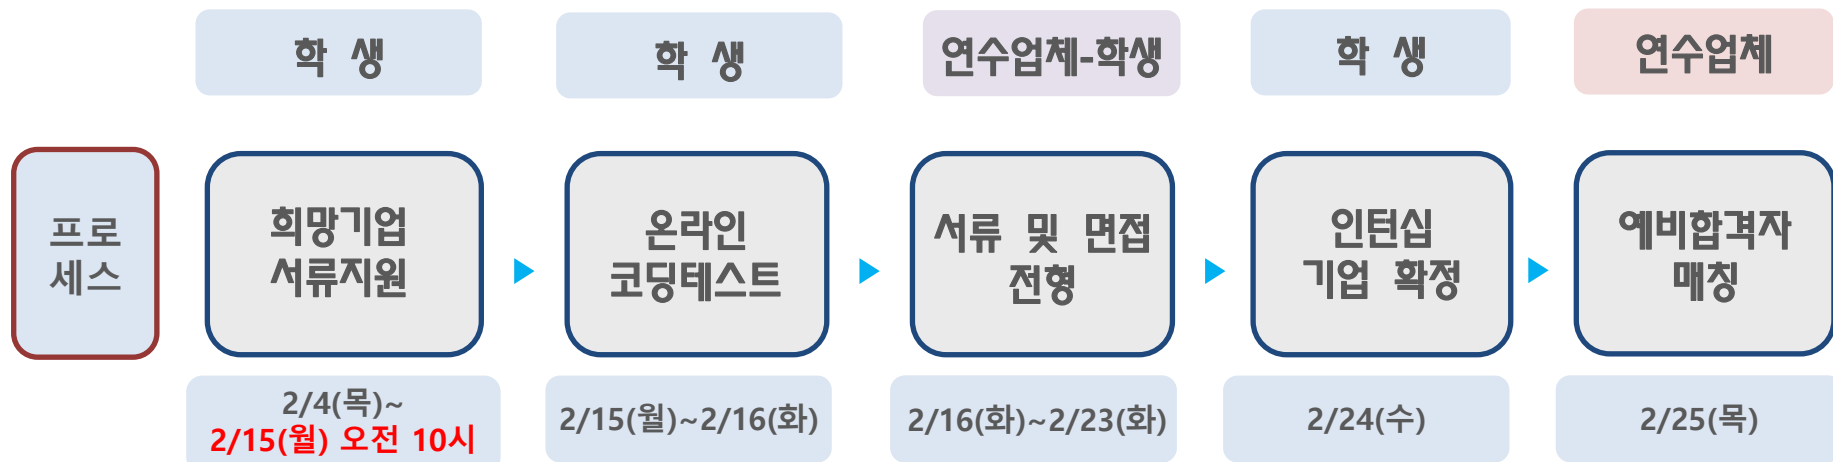 학 생
학 생
연수업체-학생
학 생
연수업체
프로
세스
희망기업
서류지원
온라인
코딩테스트
서류 및 면접
전형
인턴십
기업 확정
예비합격자
매칭
2/4(목)~
2/15(월) 오전 10시
2/15(월)~2/16(화)
2/16(화)~2/23(화)
2/24(수)
2/25(목)